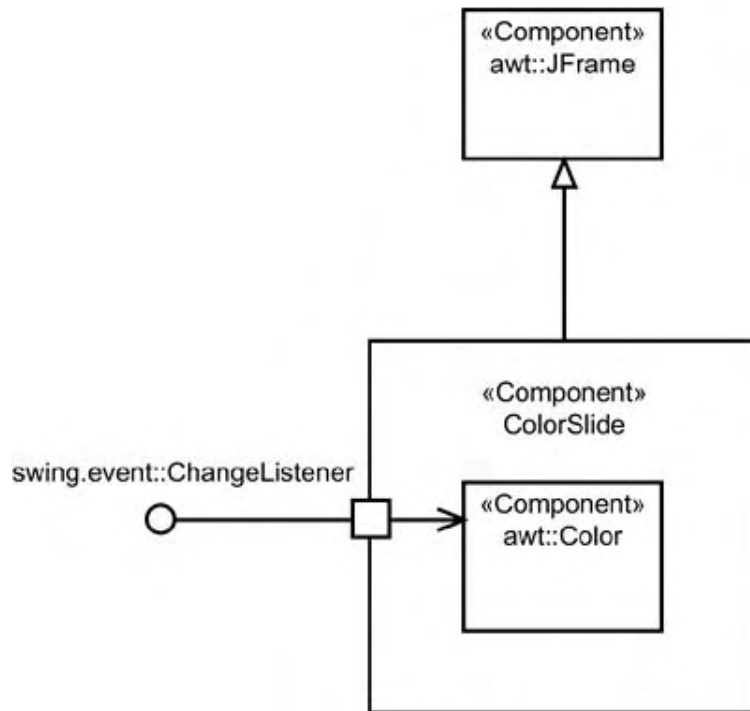 «Component»
awt::JFrame
«Component»
ColorSlide
swing.event::ChangeListener
«Component»
awt::Color